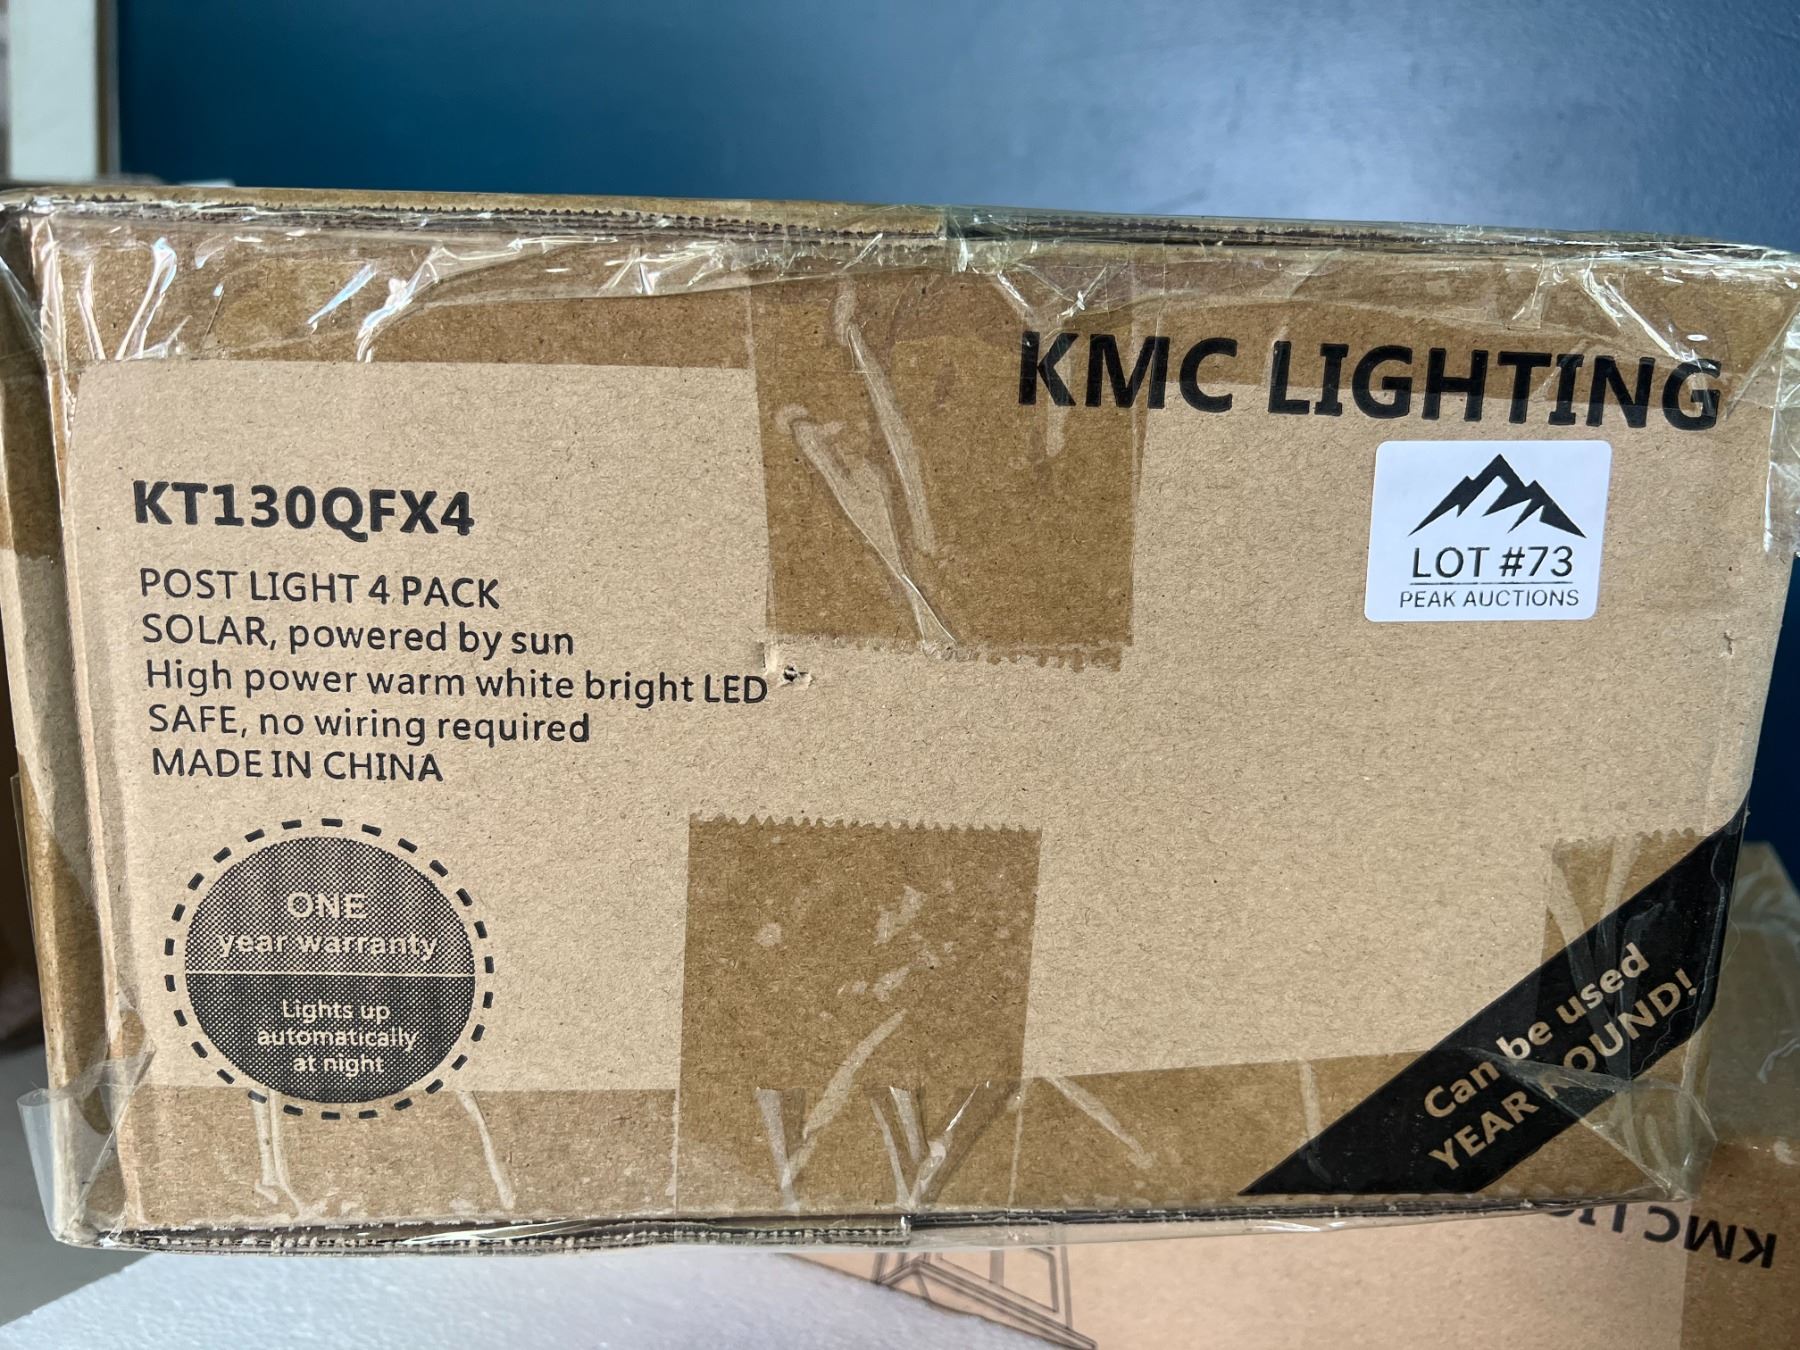 KMC LIGHTING
LOT #73
PEAK AUCTIONS
KT130QFX4
POST LIGHT 4 PACK
SOLAR, powered by sun
High power warm white bright LED
SAFE, no wiring required
MADE IN CHINA
ONE
year warranty
Lights up
automatically
at night
Can be used
YEAR ROUND!
KMC